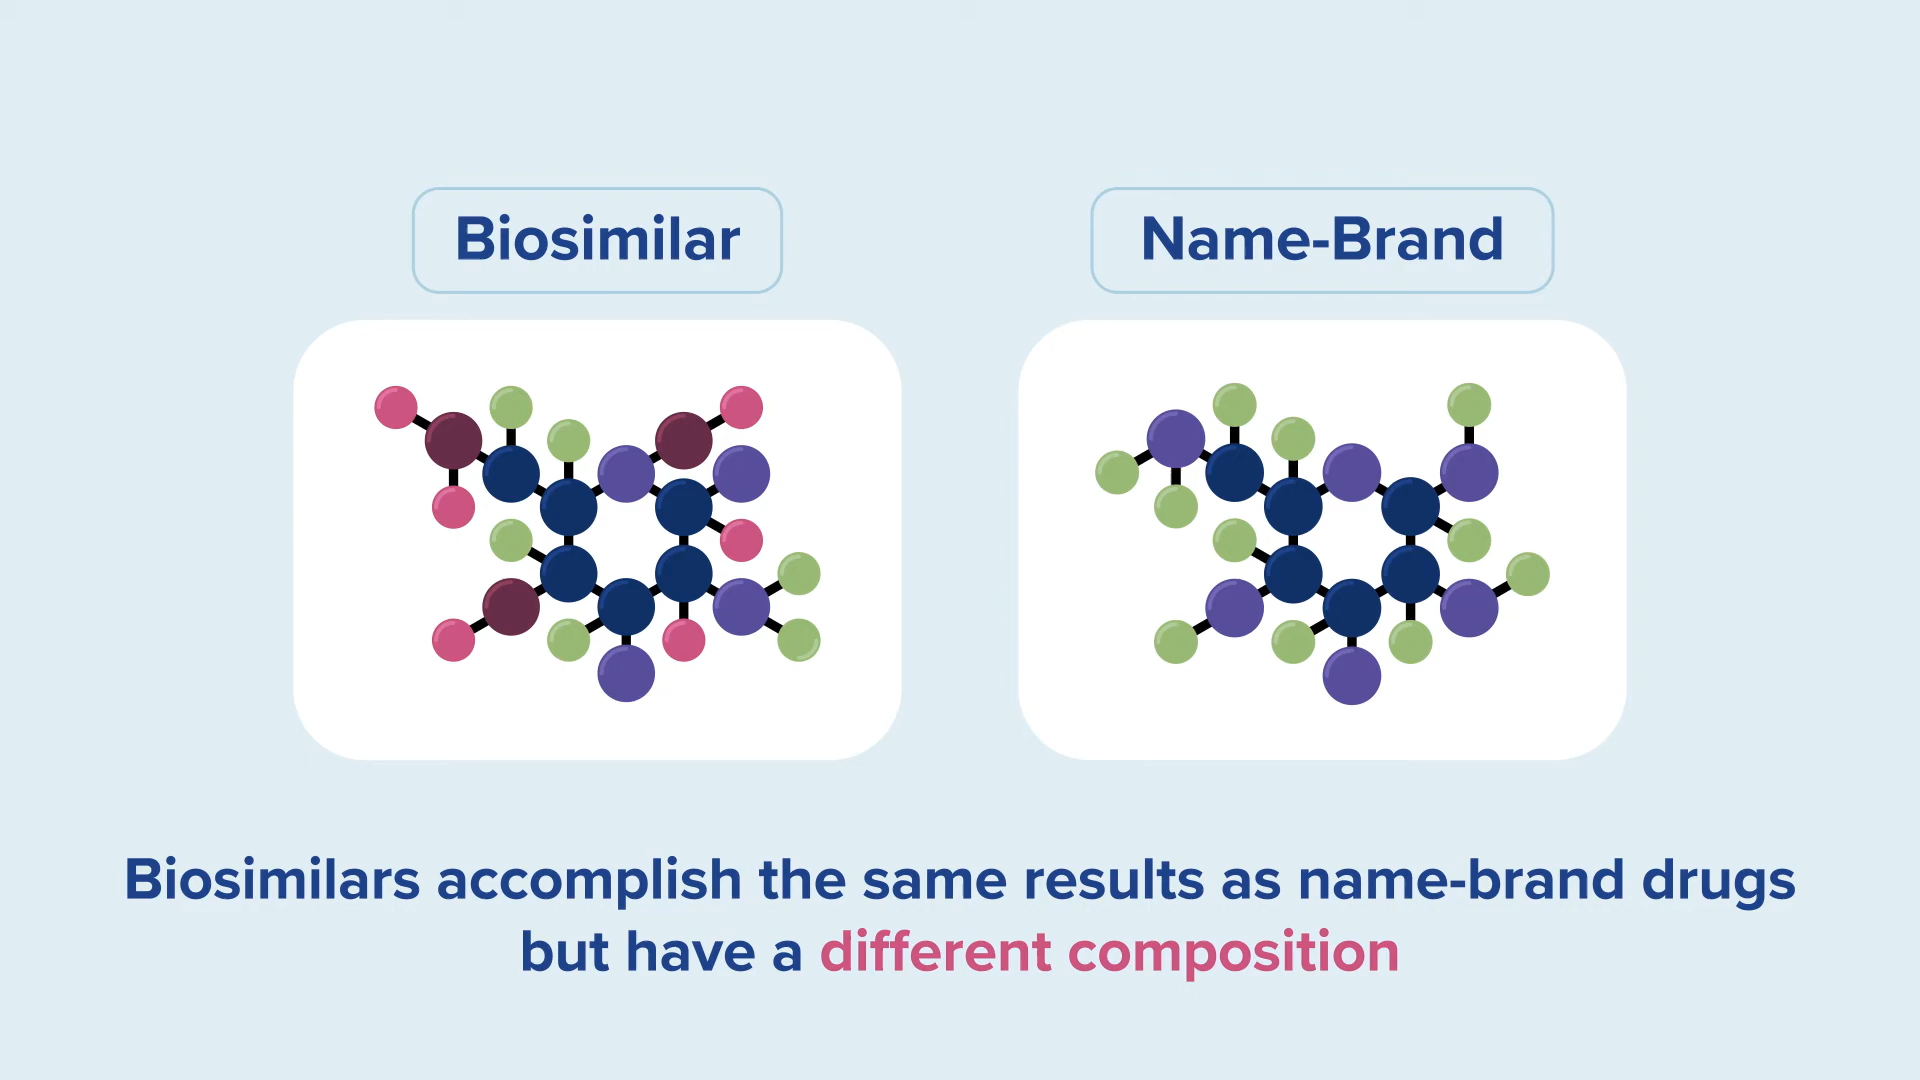 Biosimilar
Name-Brand
Biosimilars accomplish the same results as name-brand drugs
but have a different composition